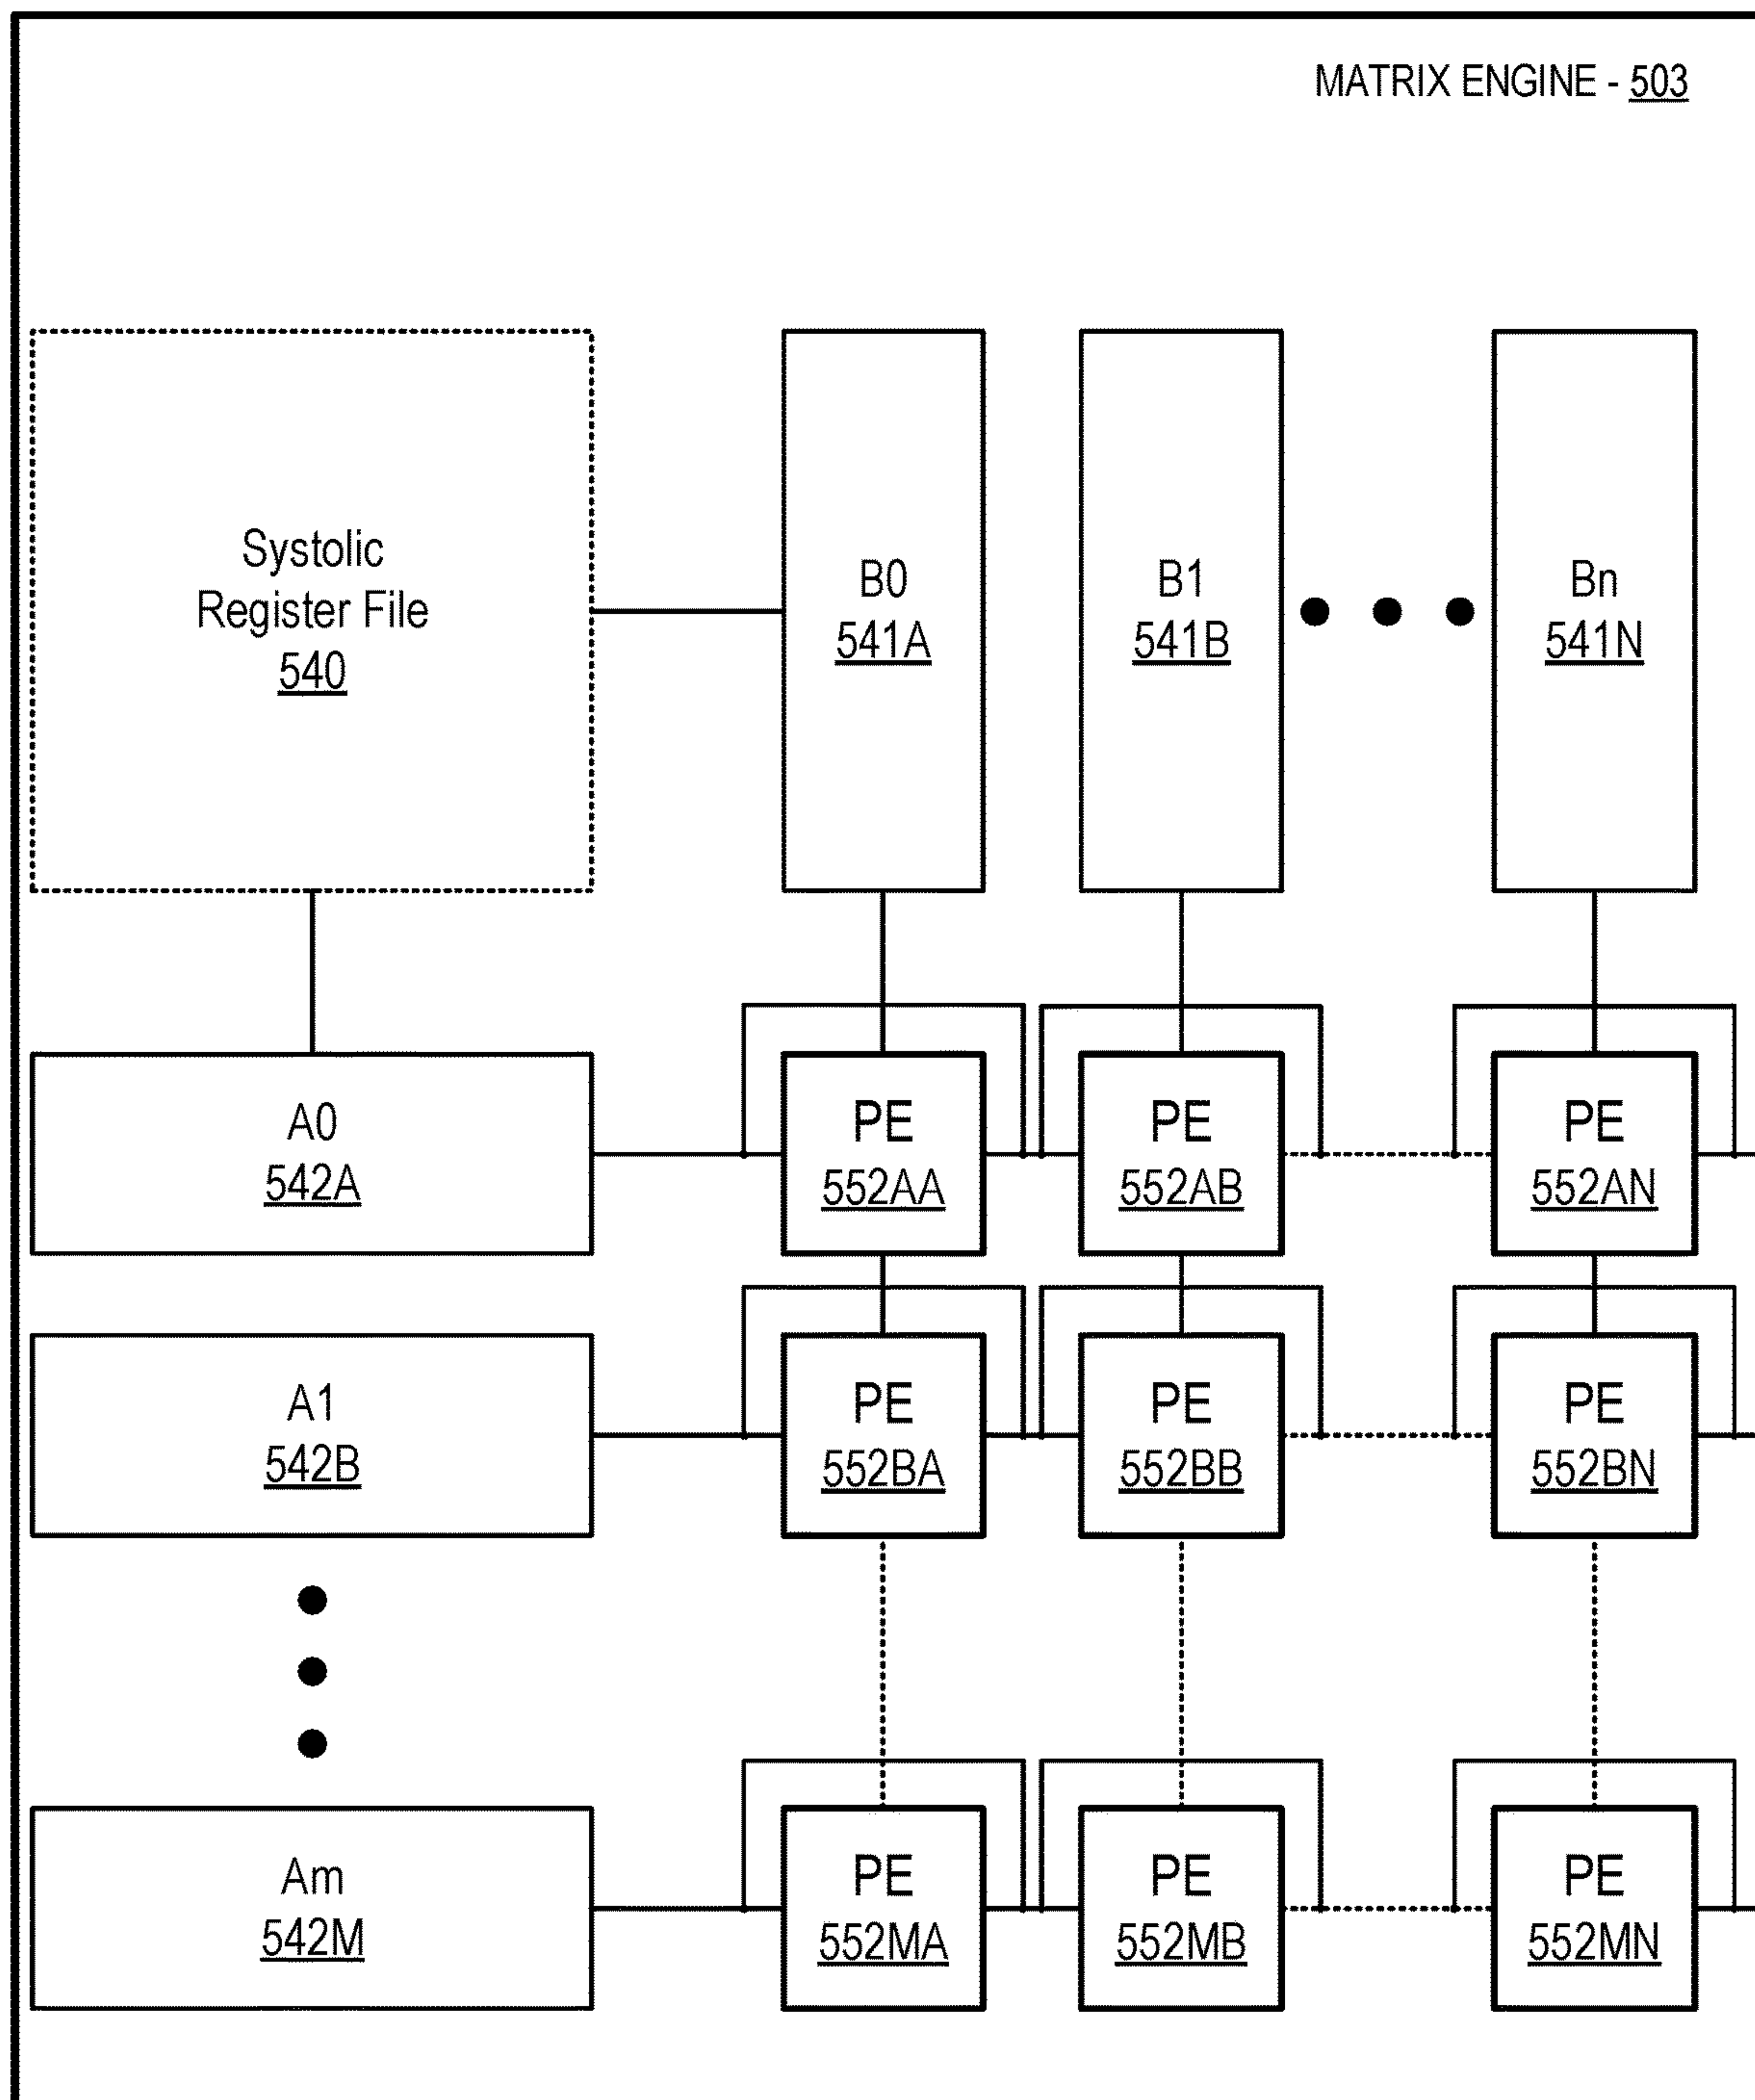 MATRIX ENGINE - 503
Systolic
Register File
540
B0
541A
B1
541B
Bn
541N
A0
542A
PE
552AA
PE
552AB
PE
552AN
A1
542B
PE
552BA
PE
552BB
PE
552BN
Am
542M
PE
552MA
PE
552MB
PE
552MN